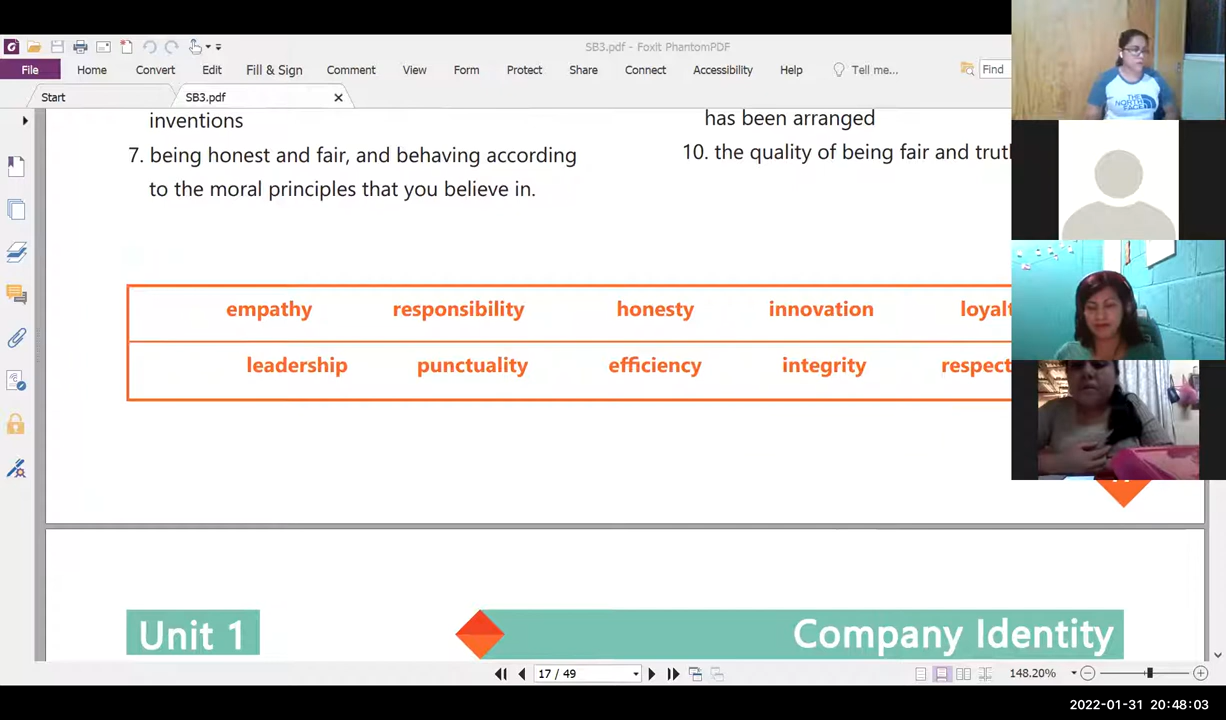 SB3.pdf - Foxit PhantomPDF
File Home Convert Edit Fill & Sign Comment View Form Protect Share Connect Accessibility Help Tell me... Find
Start SB3.pdf
inventions
7. being honest and fair, and behaving according
to the moral principles that you believe in.
has been arranged
10. the quality of being fair and
empathy responsibility honesty innovation
leadership punctuality efficiency integrity respect
Unit 1 Company Identity
17 / 49 148.20%
THE
NORTH
FACE
2022-01-31 20:48:03